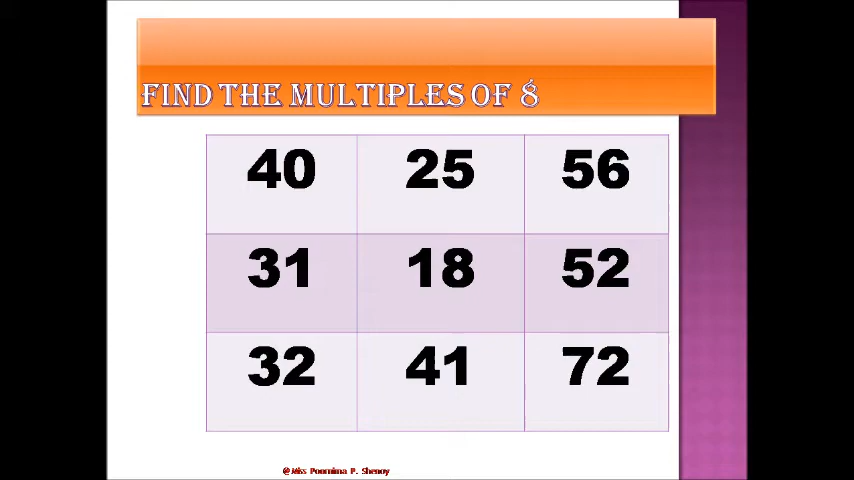 FIND THE MULTIPLES OF 8
40 25 56
31 18 52
32 41 72
@Miss Poornima P. Shenoy